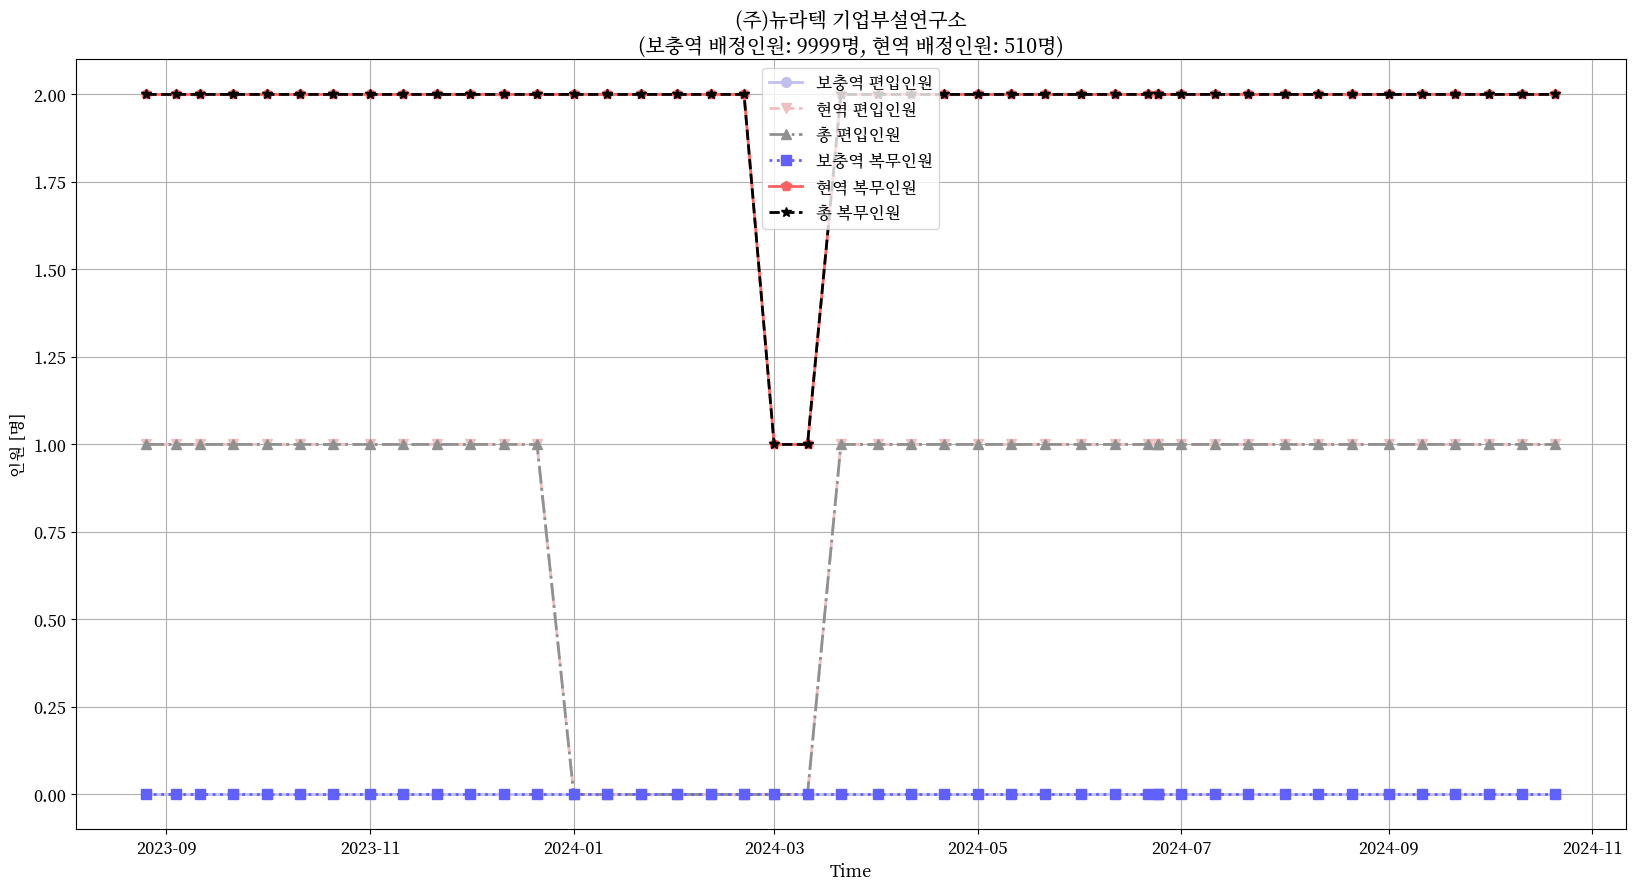 (주)뉴라텍 기업부설연구소
(보충역 배정인원: 9999명, 현역 배정인원: 510명)
보충역 편입인원
현역 편입인원
총 편입인원
보충역 복무인원
현역 복무인원
총 복무인원
2.00
1.75
1.50
1.25
1.00
0.75
0.50
0.25
0.00
인원 [명]
2023-09
2023-11
2024-01
2024-03
2024-05
2024-07
2024-09
2024-11
Time